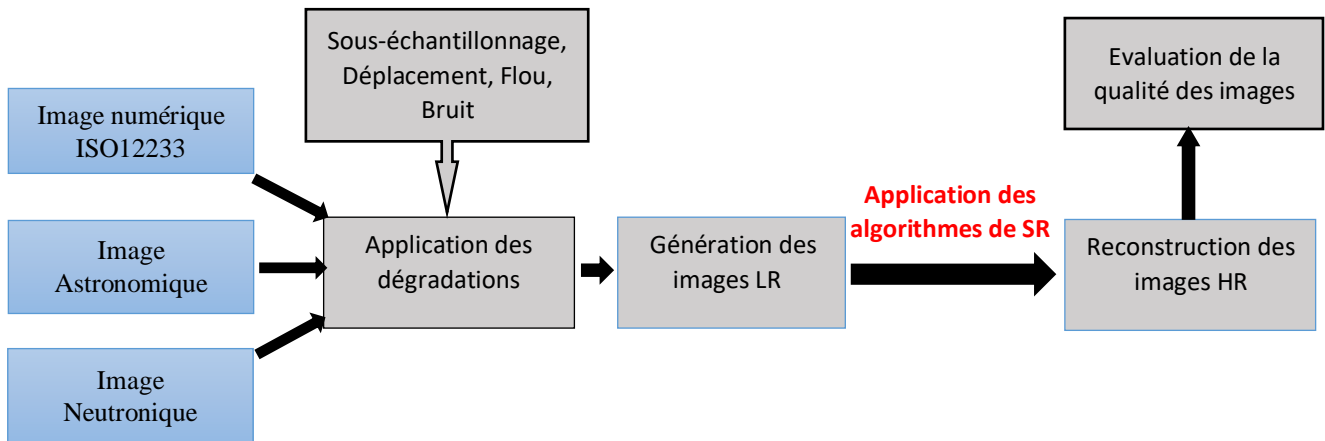 Image numérique
ISO12233
Image
Astronomique
Image
Neutronique
Sous-échantillonnage,
Déplacement, Flou,
Bruit
Application des
dégradations
Génération des
images LR
Application des
algorithmes de SR
Reconstruction des
images HR
Evaluation de la
qualité des images